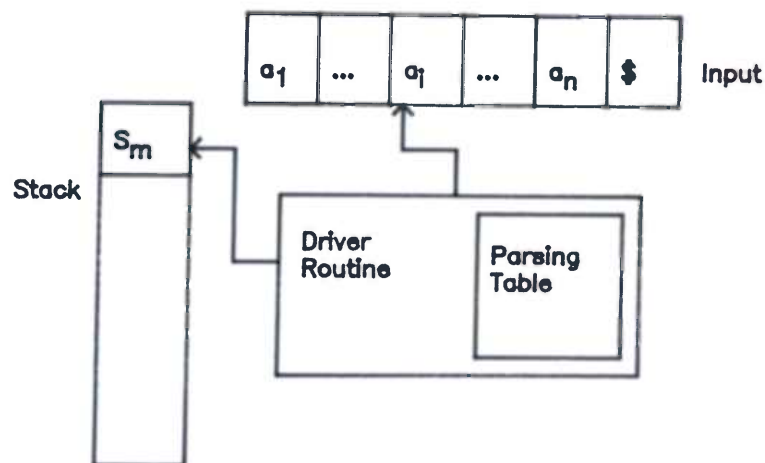 a1 ... ai ... an $ Input
Sm
Stack
Driver
Routine
Parsing
Table